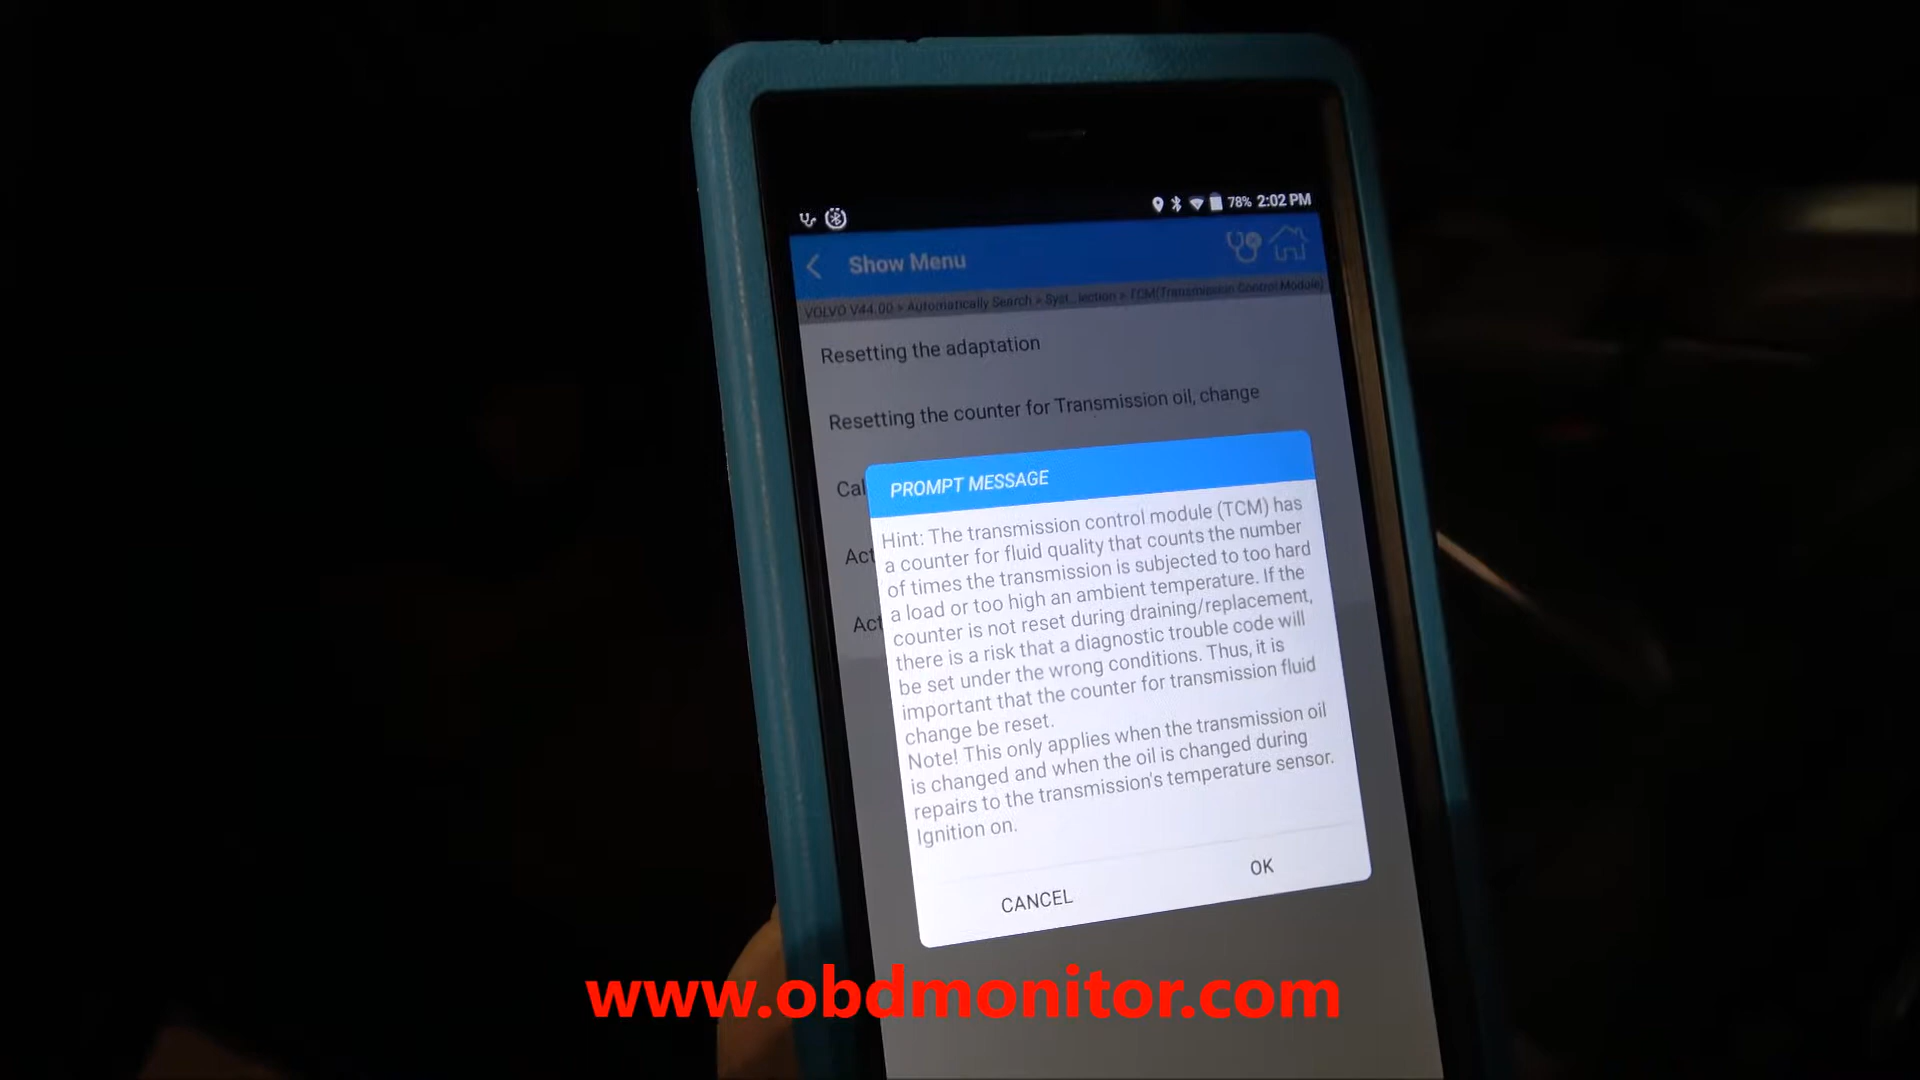 78% 2:02 PM
Show Menu
VOLVO V44.00 > Automatically Search > Syst...lection > TCM(Transmission Control Module)
Resetting the adaptation
Resetting the counter for Transmission oil, change
Cal
Act
Act
PROMPT MESSAGE
Hint: The transmission control module (TCM) has
a counter for fluid quality that counts the number
of times the transmission is subjected to too hard
a load or too high an ambient temperature. If the
counter is not reset during draining/replacement,
there is a risk that a diagnostic trouble code will
be set under the wrong conditions. Thus, it is
important that the counter for transmission fluid
change be reset.
Note! This only applies when the transmission oil
is changed and when the oil is changed during
repairs to the transmission's temperature sensor.
Ignition on.
CANCEL
OK
www.obdmonitor.com